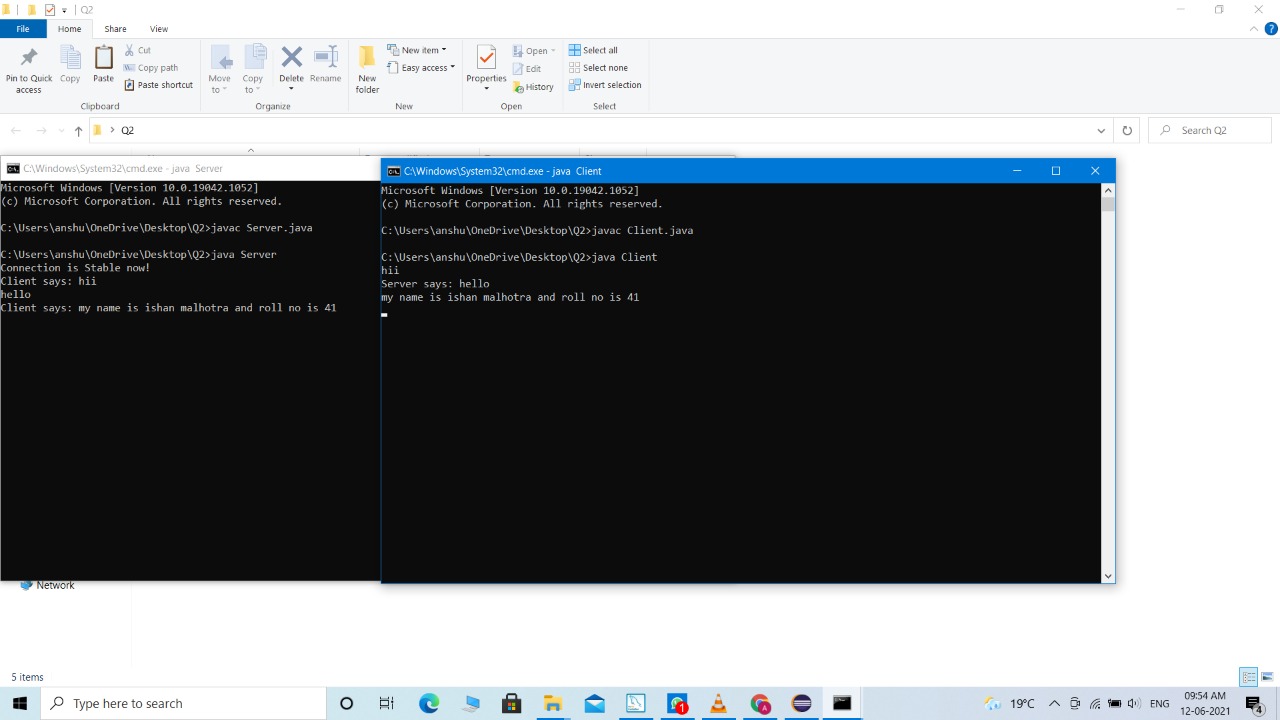 Q2
File Home Share View
Pin to Quick access
Copy
Paste
Cut
Copy path
Paste shortcut
Clipboard
Move to
Copy to
Delete
Rename
Organize
New folder
New item
Easy access
New
Properties
Open
Edit
History
Open
Select all
Select none
Invert selection
Select
Q2
Search Q2
C:\Windows\System32\cmd.exe - java Server
Microsoft Windows [Version 10.0.19042.1052]
(c) Microsoft Corporation. All rights reserved.
C:\Users\anshu\OneDrive\Desktop\Q2>javac Server.java
C:\Users\anshu\OneDrive\Desktop\Q2>java Server
Connection is Stable now!
Client says: hii
hello
Client says: my name is ishan malhotra and roll no is 41
C:\Windows\System32\cmd.exe - java Client
Microsoft Windows [Version 10.0.19042.1052]
(c) Microsoft Corporation. All rights reserved.
C:\Users\anshu\OneDrive\Desktop\Q2>javac Client.java
C:\Users\anshu\OneDrive\Desktop\Q2>java Client
hii
Server says: hello
my name is ishan malhotra and roll no is 41
Network
5 items
Type here to search
1
A
19°C
ENG
09:54 AM
12-06-2021
4